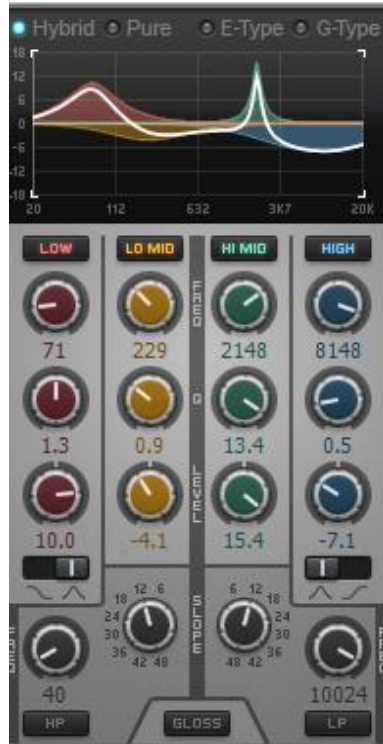 Hybrid Pure E-Type G-Type
18
12
6
0
-6
-12
-18
20 112 632 3K7 20K
LOW LO MID HI MID HIGH
FREQ
71 229 2148 8148
Q
1.3 0.9 13.4 0.5
LEVEL
10.0 -4.1 15.4 -7.1
SLOPE
12 6 6 12
18 18
24 24
30 30
36 36
42 48 48 42
40 10024
HP GLOSS LP